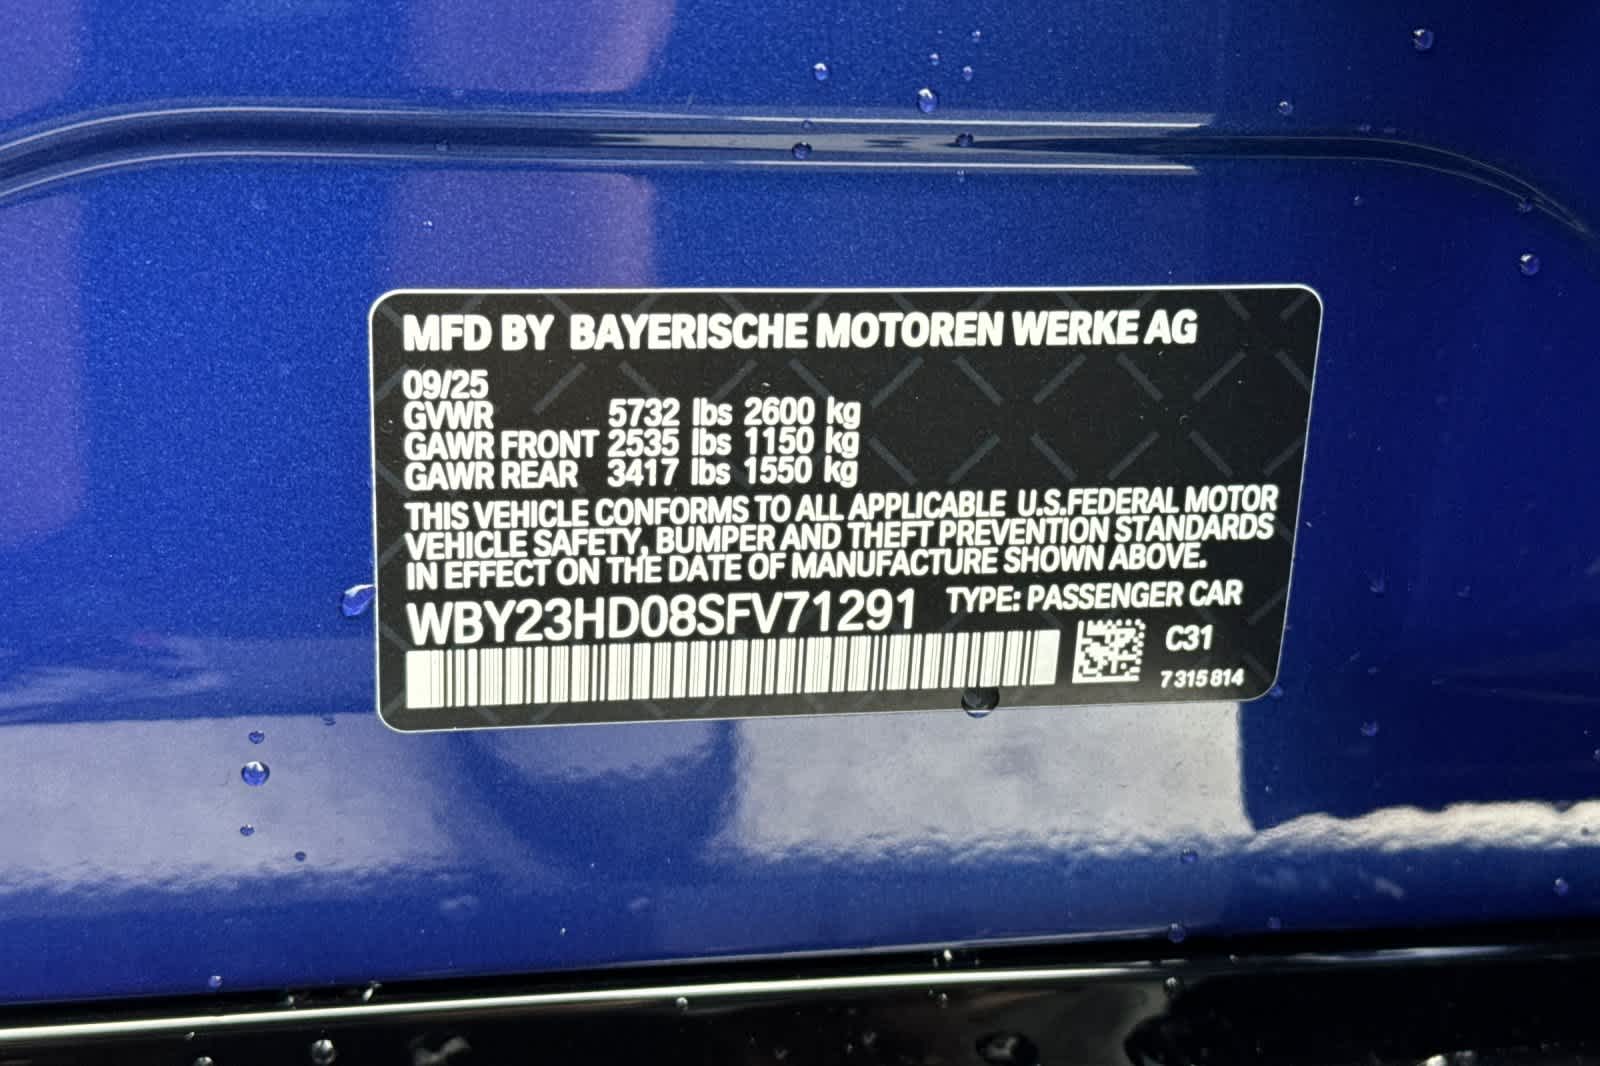 MFD BY BAYERISCHE MOTOREN WERKE AG
09/25
GVWR 5732 lbs 2600 kg
GAWR FRONT 2535 lbs 1150 kg
GAWR REAR 3417 lbs 1550 kg
THIS VEHICLE CONFORMS TO ALL APPLICABLE U.S.FEDERAL MOTOR
VEHICLE SAFETY, BUMPER AND THEFT PREVENTION STANDARDS
IN EFFECT ON THE DATE OF MANUFACTURE SHOWN ABOVE.
WBY23HD08SFV71291 TYPE: PASSENGER CAR
C31
7 315 814